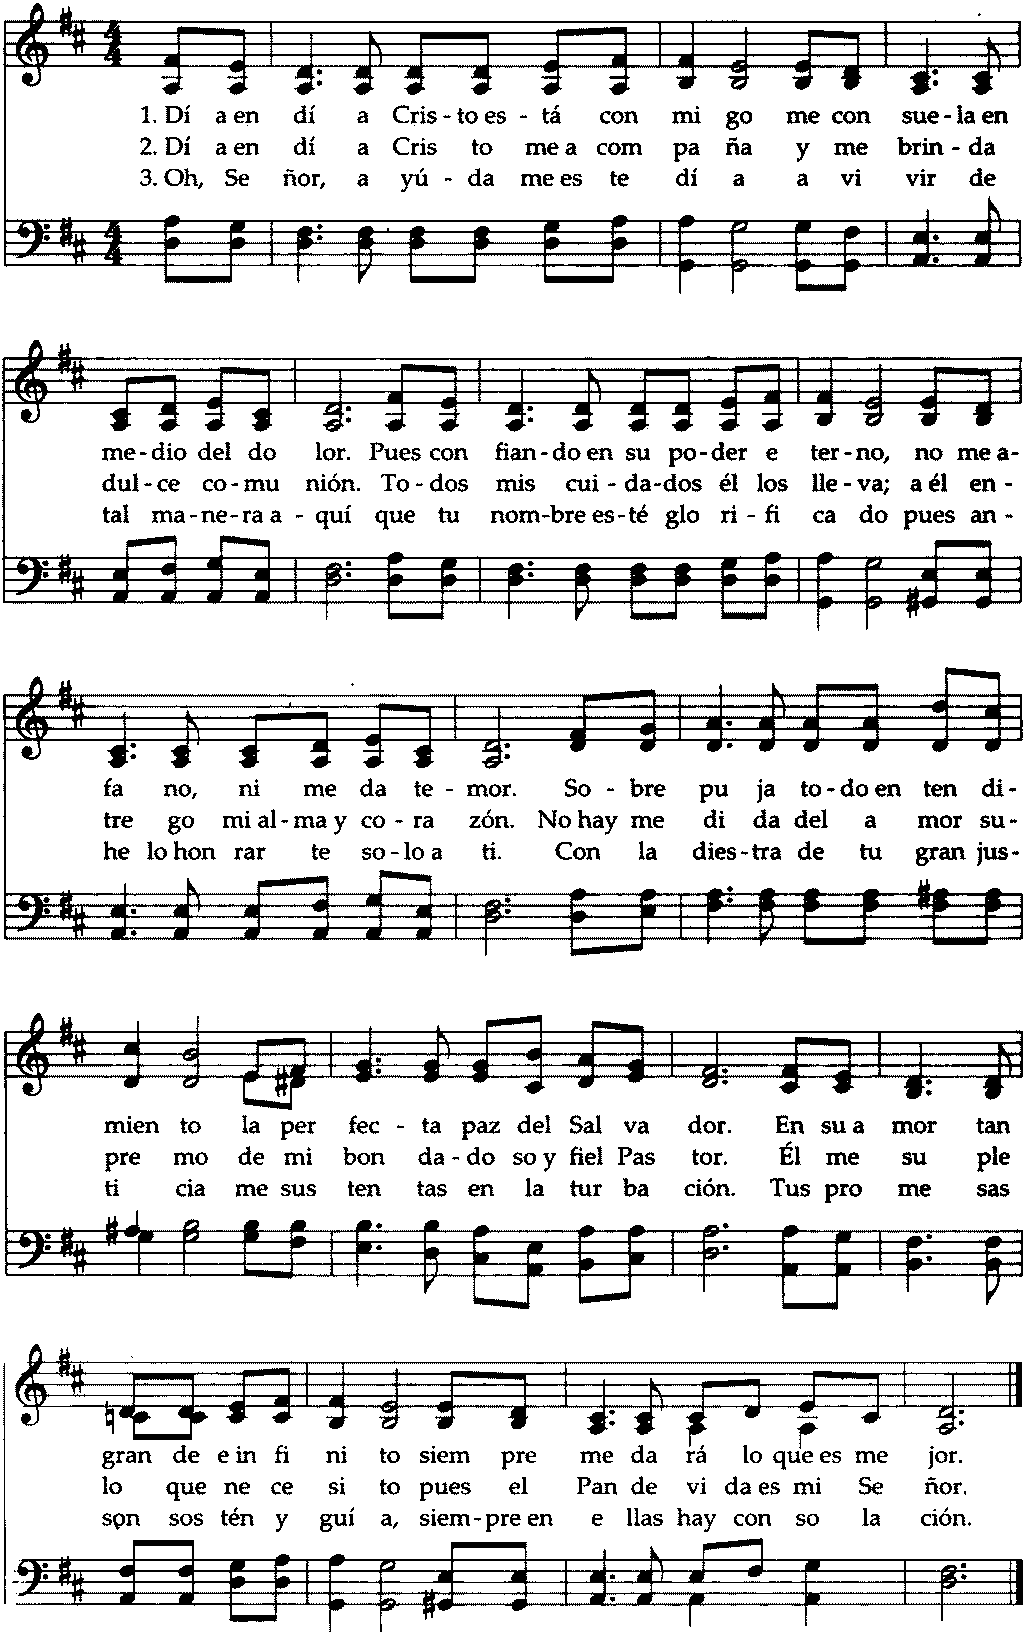 1. Dí a en dí a Cris - to es - tá con mi go me con sue - la en
2. Dí a en dí a Cris to me a com pa ña y me brin - da
3. Oh, Se ñor, a yú - da me es te dí a a vi vir de
me - dio del do lor. Pues con fian - do en su po - der e ter - no, no me a -
dul - ce co - mu nión. To - dos mis cui - da - dos él los lle - va; a él en -
tal ma - ne - ra a - quí que tu nom - bre es - té glo ri - fi ca do pues an -
fa no, ni me da te - mor. So - bre pu ja to - do en ten di -
tre go mi al - ma y co - ra zón. No hay me di da del a mor su -
he lo hon rar te so - lo a ti. Con la dies - tra de tu gran jus -
mien to la per fec - ta paz del Sal va dor. En su a mor tan
pre mo de mi bon da - do so y fiel Pas tor. Él me su ple
ti cia me sus ten tas en la tur ba ción. Tus pro me sas
gran de e in fi ni to siem pre me da rá lo que es me jor.
lo que ne ce si to pues el Pan de vi da es mi Se ñor.
son sos tén y guí a, siem - pre en e llas hay con so la ción.